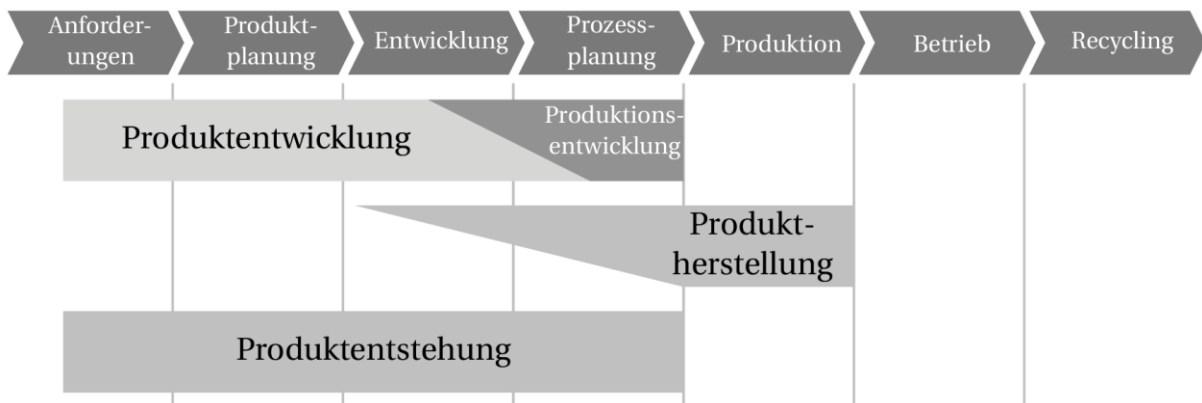 Anforder-
ungen
Produkt-
planung
Entwicklung
Prozess-
planung
Produktion
Betrieb
Recycling
Produktentwicklung
Produktions-
entwicklung
Produkt-
herstellung
Produktentstehung